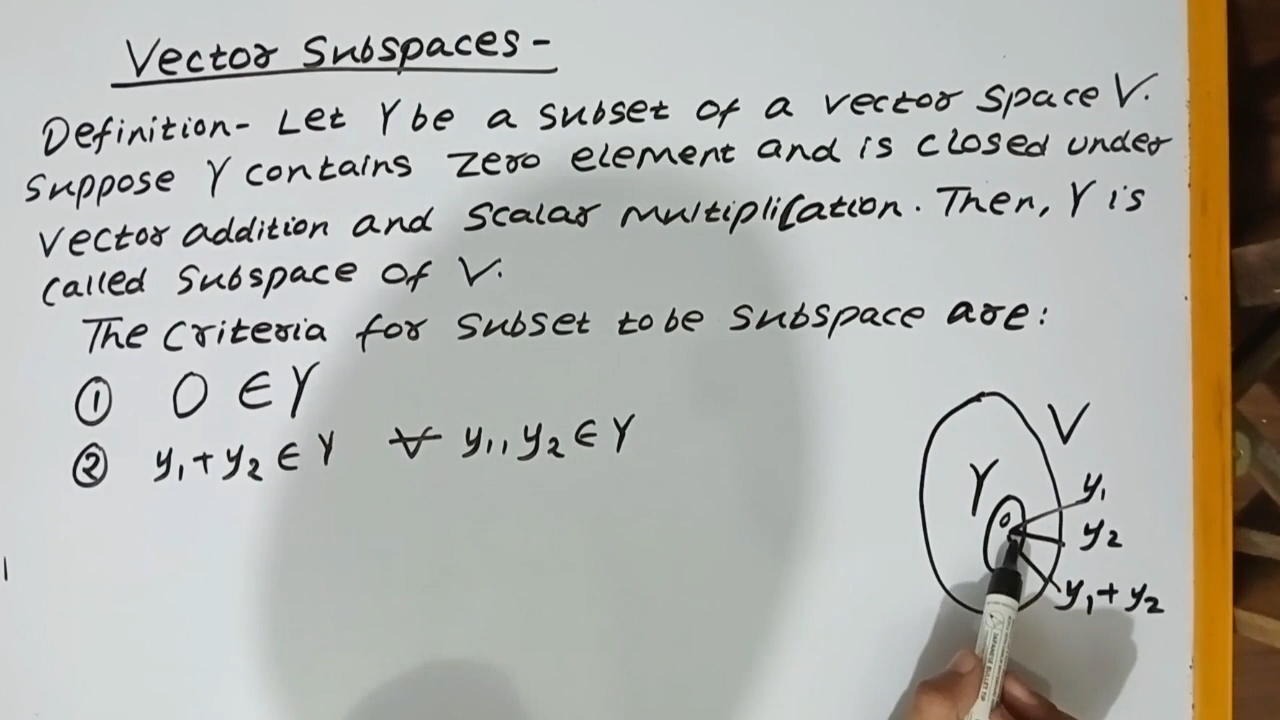 Vector Subspaces -
Definition- Let Y be a subset of a vector space V.
Suppose Y contains zero element and is closed under
vector addition and scalar multiplication. Then, Y is
called subspace of V.
The criteria for subset to be subspace are:
① 0 ∈ Y
② y₁ + y₂ ∈ Y ∀ y₁, y₂ ∈ Y
V
Y
0
y₁
y₂
y₁ + y₂